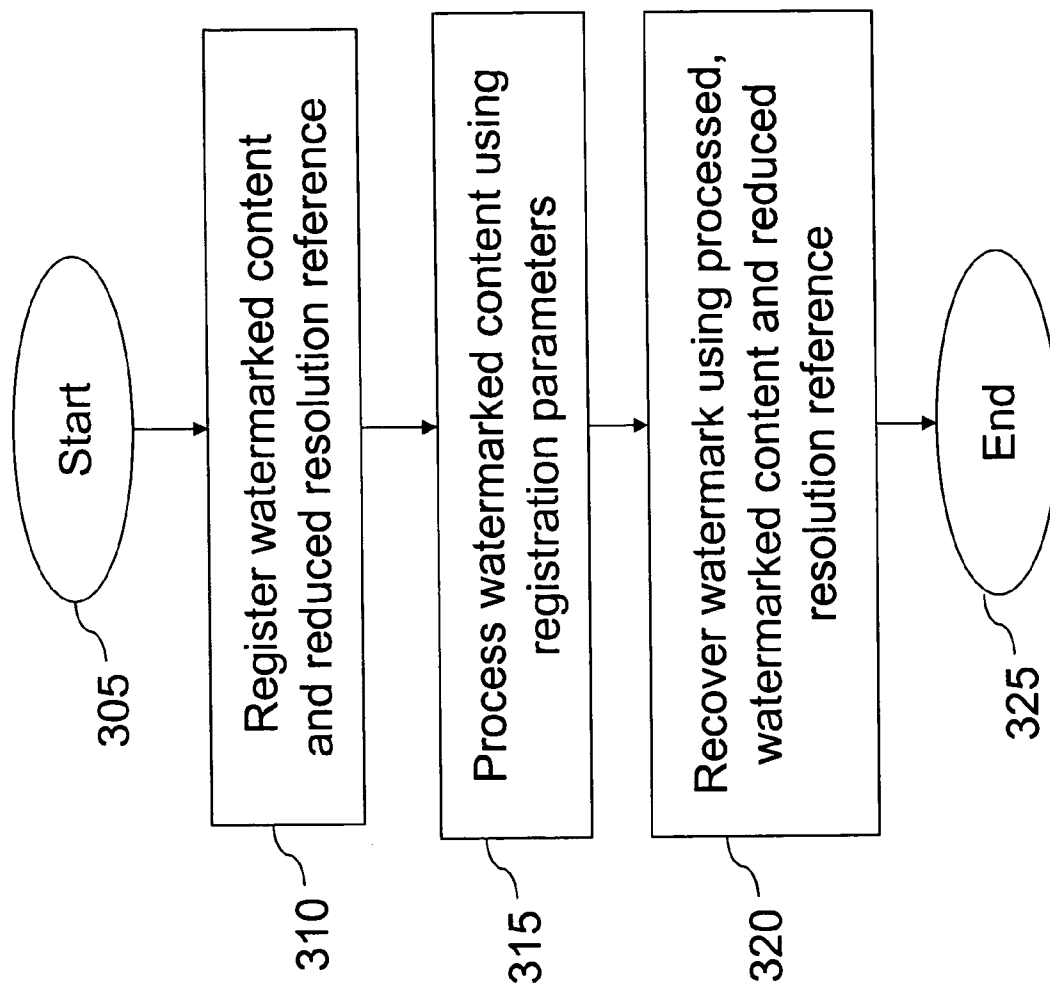 Start
305
Register watermarked content
and reduced resolution reference
310
Process watermarked content using
registration parameters
315
Recover watermark using processed,
watermarked content and reduced
resolution reference
320
End
325